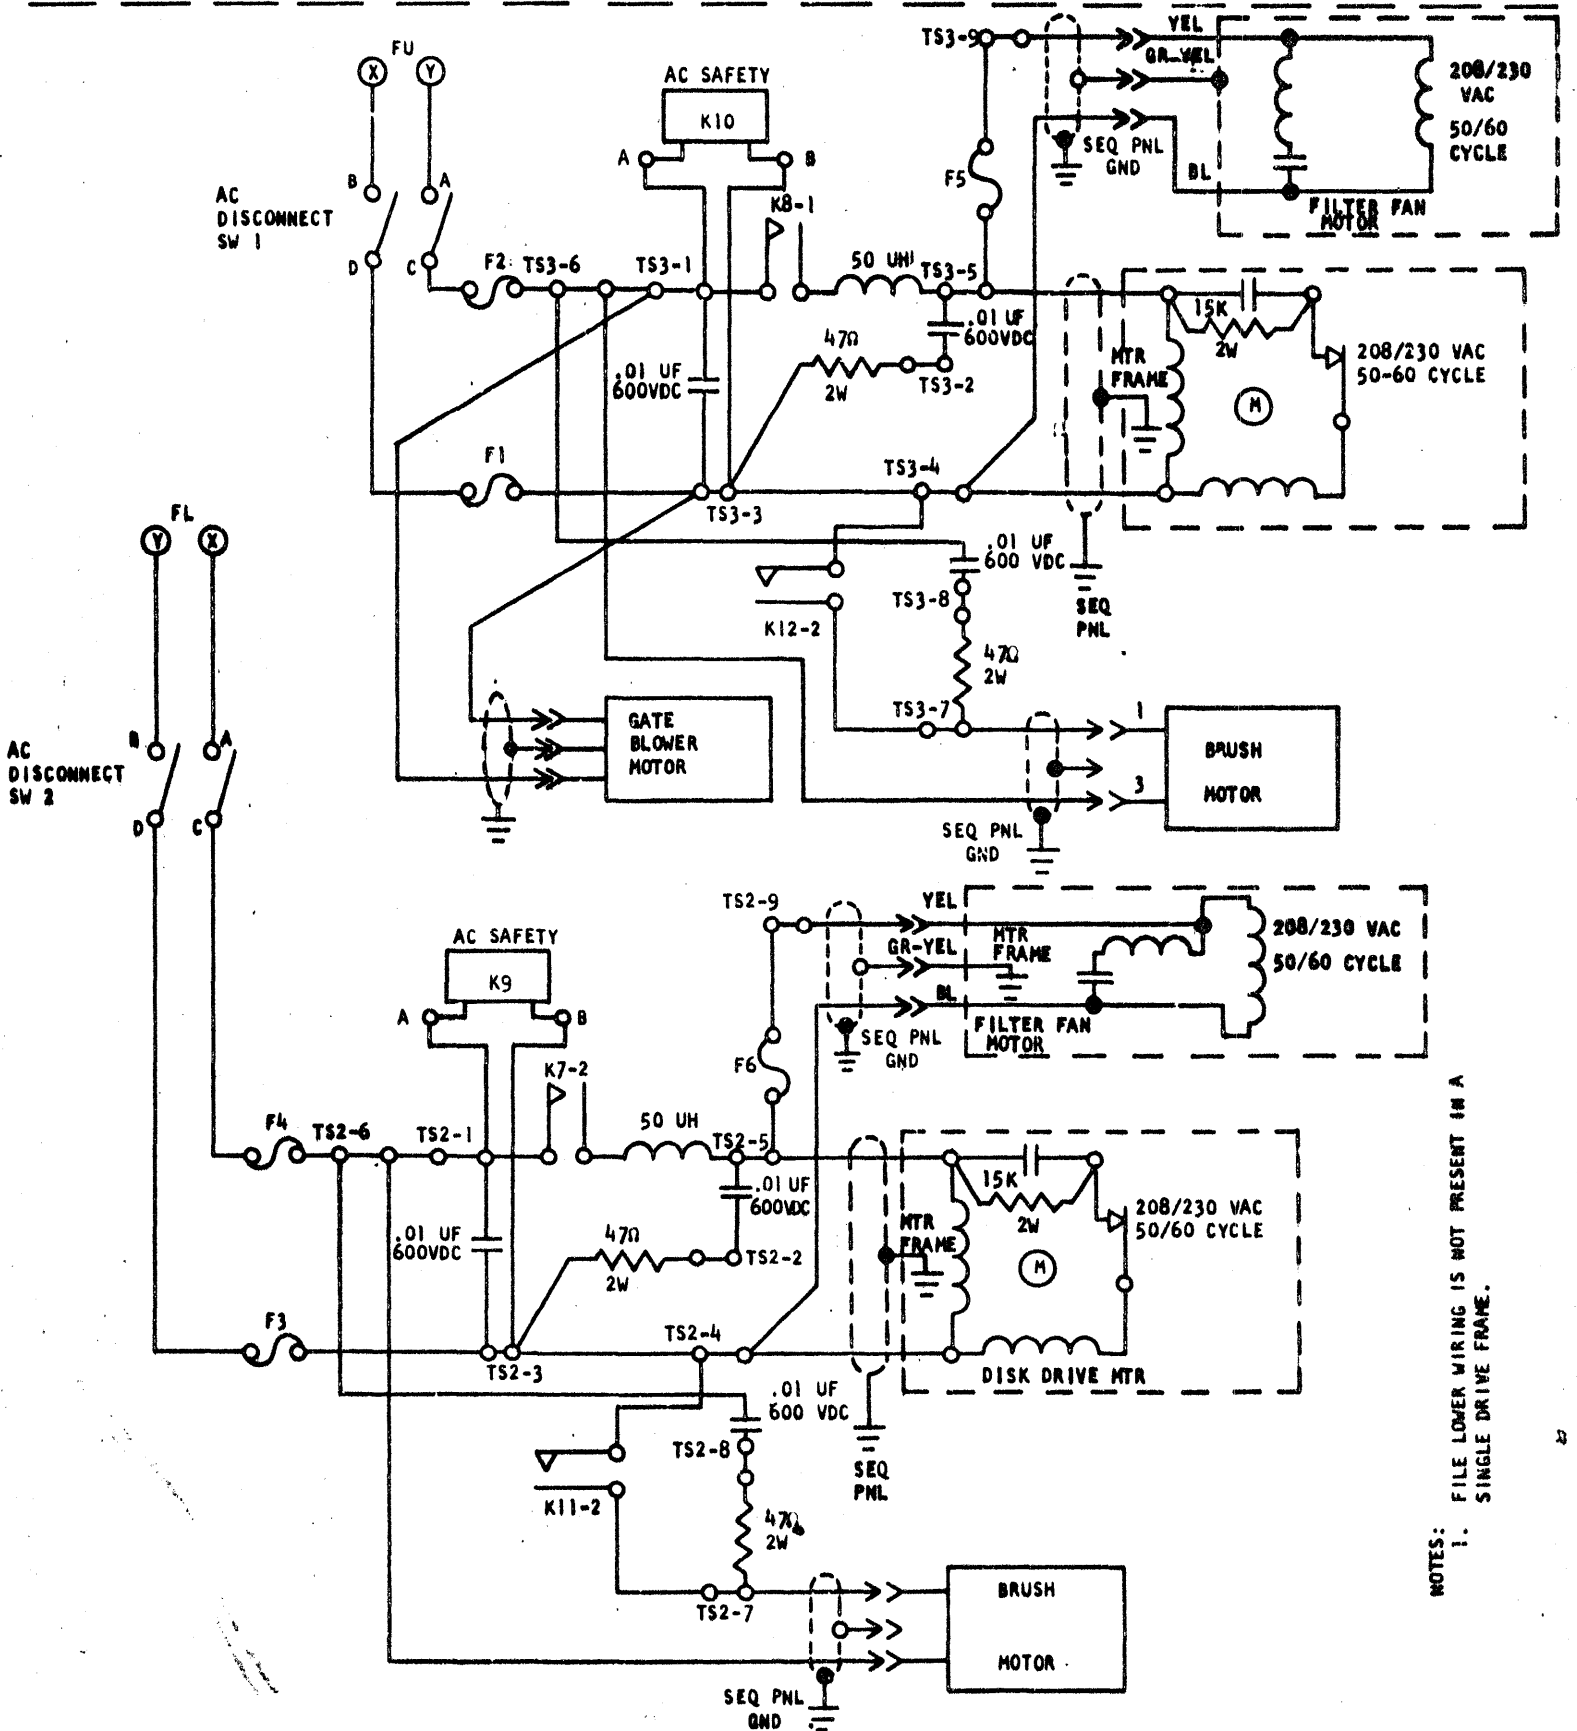 FU
X Y
AC SAFETY
K10
A B
B A
AC
DISCONNECT
SW 1
D C
F2 TS3-6 TS3-1
K8-1
50 UH
TS3-5
TS3-9
F5
YEL
GR-YEL
SEQ PNL
GND
BL
208/230
VAC
50/60
CYCLE
FILTER FAN
MOTOR
.01 UF
600VDC
47Ω
2W
.01 UF
600VDC
TS3-2
15K
2W
MTR
FRAME
M
208/230 VAC
50-60 CYCLE
F1
TS3-3
TS3-4
.01 UF
600 VDC
TS3-8
K12-2
47Ω
2W
TS3-7
SEQ
PNL
GATE
BLOWER
MOTOR
1
3
BRUSH
MOTOR
SEQ PNL
GND
FL
Y X
B A
AC
DISCONNECT
SW 2
D C
AC SAFETY
K9
A B
TS2-9
F6
YEL
GR-YEL
BL
MTR
FRAME
SEQ PNL
GND
FILTER FAN
MOTOR
208/230 VAC
50/60 CYCLE
F4 TS2-6 TS2-1
K7-2
50 UH
TS2-5
.01 UF
600VDC
47Ω
2W
.01 UF
600VDC
TS2-2
15K
2W
MTR
FRAME
M
208/230 VAC
50/60 CYCLE
DISK DRIVE MTR
F3
TS2-3
TS2-4
.01 UF
600 VDC
TS2-8
K11-2
47Ω
2W
TS2-7
SEQ
PNL
BRUSH
MOTOR
SEQ PNL
GND
NOTES:
1. FILE LOWER WIRING IS NOT PRESENT IN A
SINGLE DRIVE FRAME.